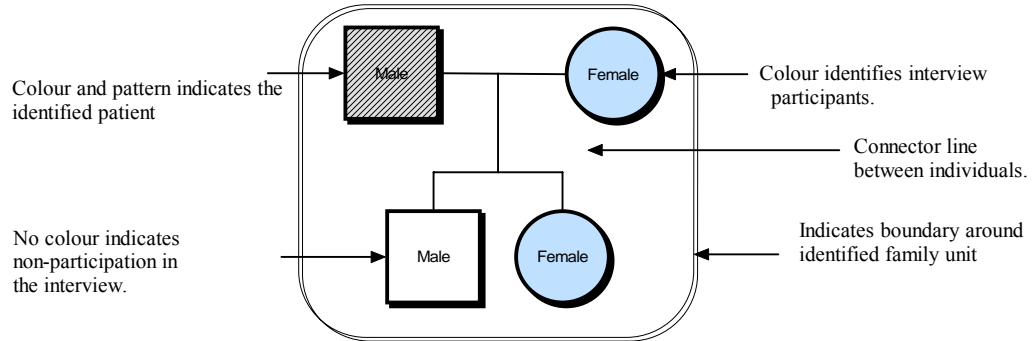 Male
Female
Colour and pattern indicates the
identified patient
Colour identifies interview
participants.
Connector line
between individuals.
No colour indicates
non-participation in
the interview.
Male
Female
Indicates boundary around
identified family unit